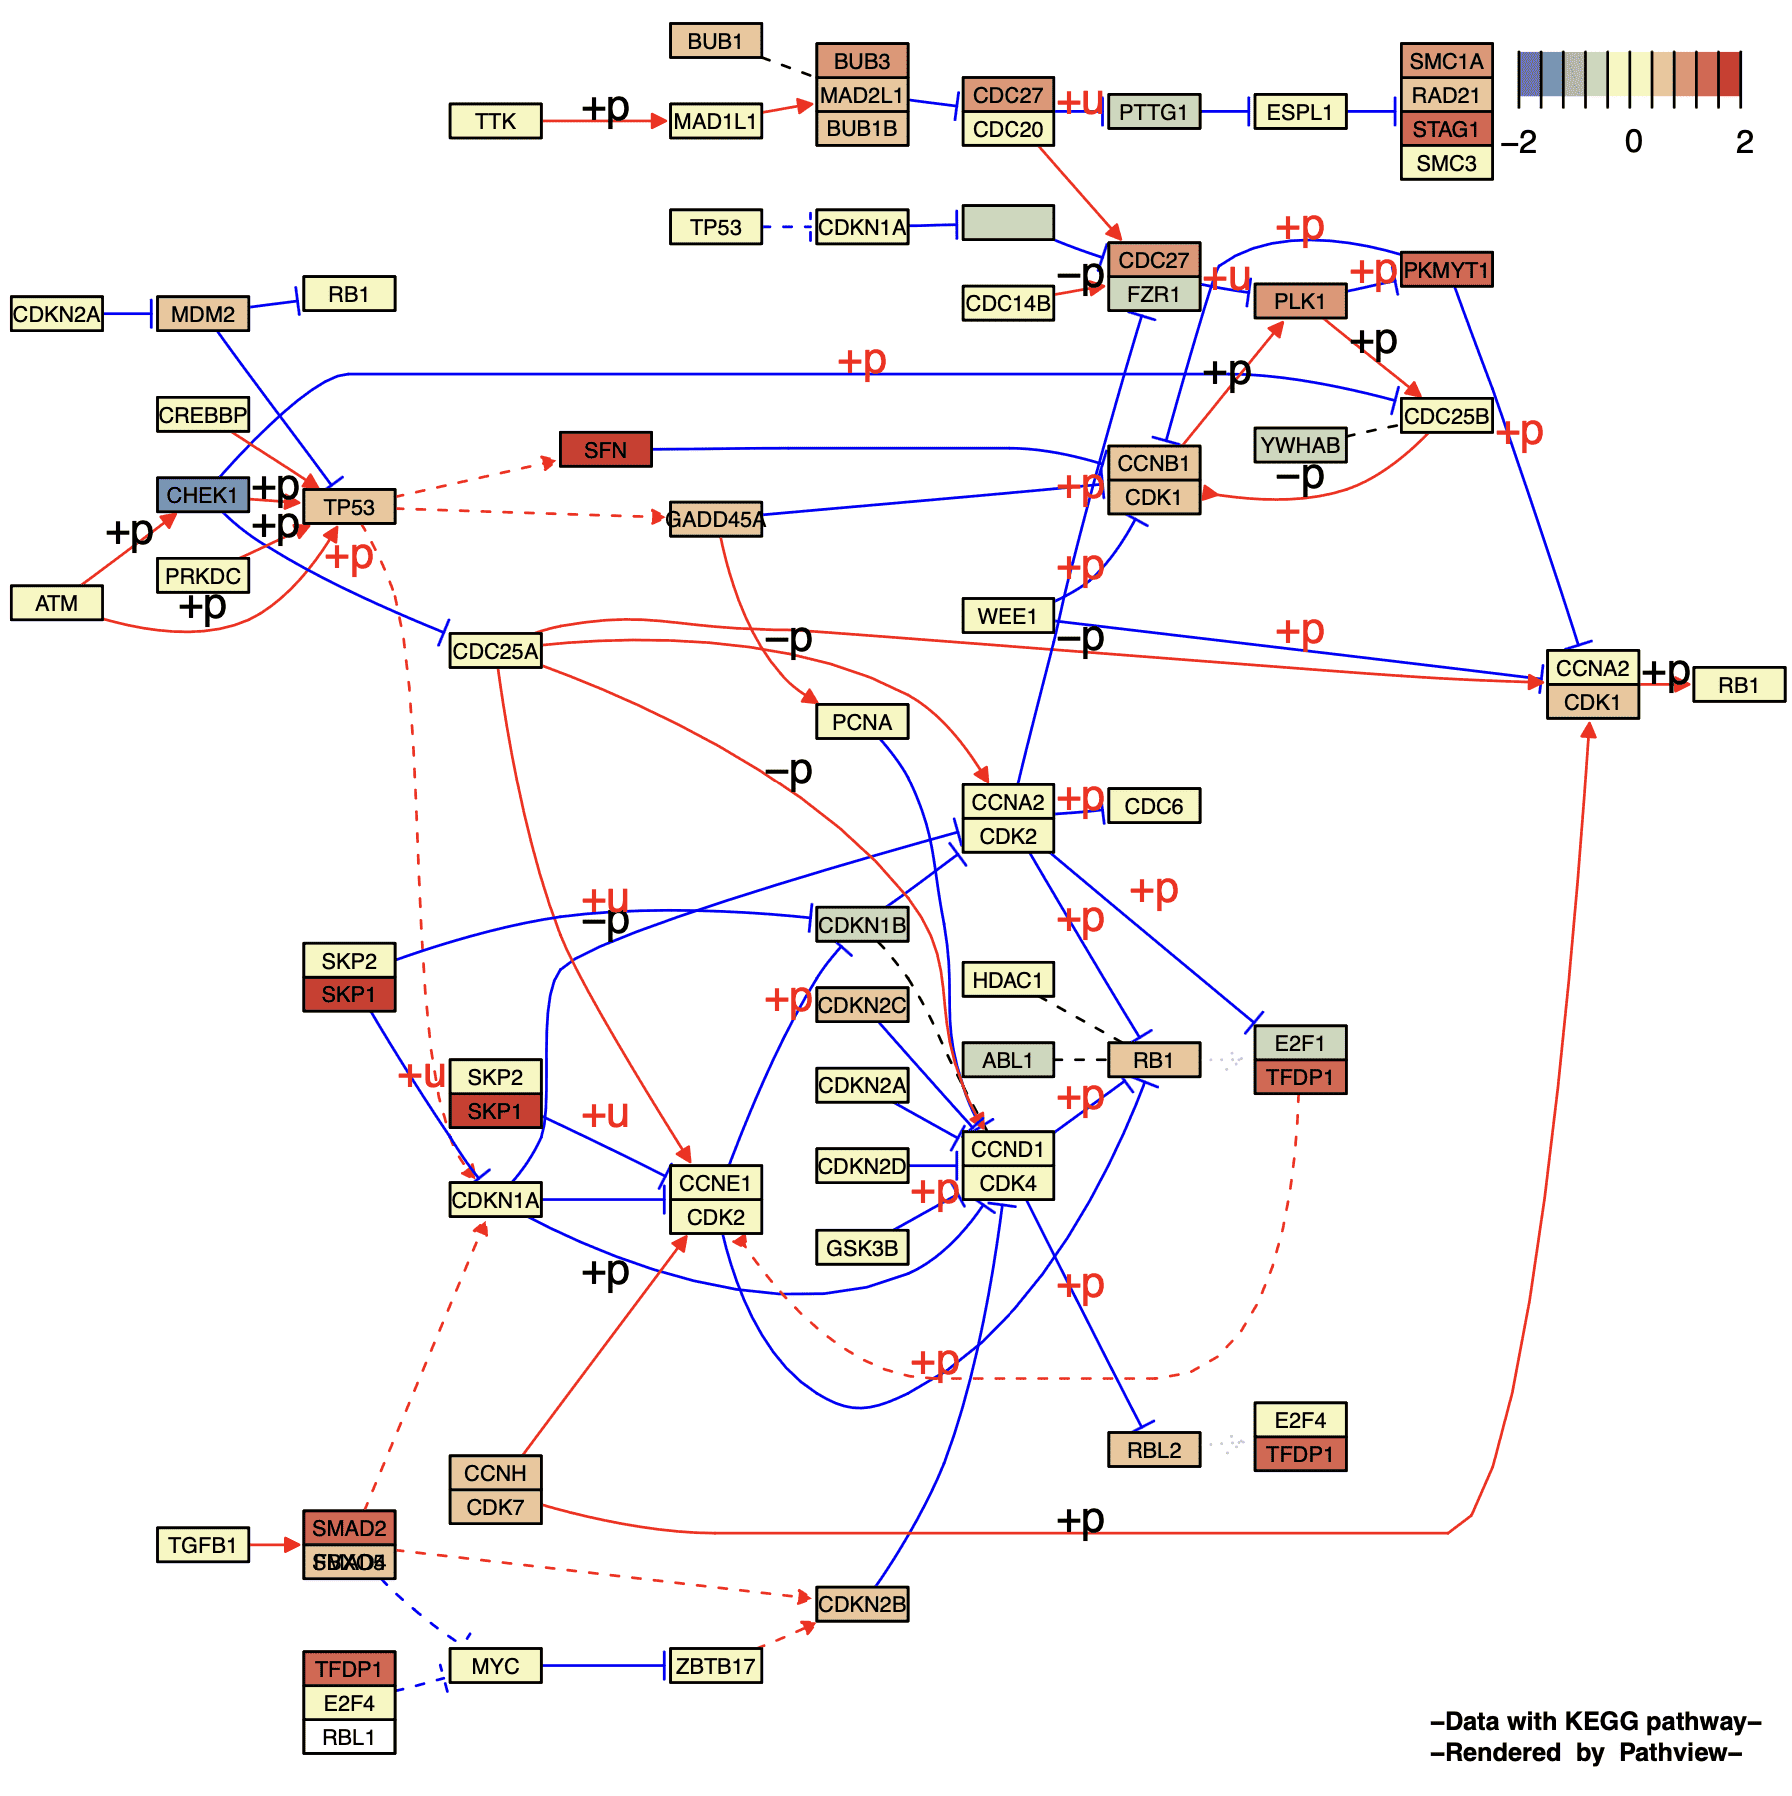 BUB1
BUB3
MAD2L1
BUB1B
TTK
+p
MAD1L1
CDC27
CDC20
+u
PTTG1
ESPL1
SMC1A
RAD21
STAG1
SMC3
−2 0 2
TP53
CDKN1A
CDC27
FZR1
−p
CDC14B
+u
PLK1
+p
+p
PKMYT1
CDKN2A
MDM2
RB1
+p
+p
+p
CREBBP
CDC25B
YWHAB
−p
+p
SFN
CCNB1
CDK1
+p
CHEK1
+p
TP53
+p
+p
+p
GADD45A
PRKDC
+p
ATM
+p
WEE1
−p
+p
CDC25A
−p
CCNA2
CDK1
+p
RB1
PCNA
−p
CCNA2
CDK2
+p
CDC6
+p
+p
+u
−p
CDKN1B
SKP2
SKP1
HDAC1
+p
CDKN2C
E2F1
TFDP1
ABL1
RB1
+u
SKP2
SKP1
+u
CDKN2A
+p
CCND1
CDK4
CDKN2D
+p
CDKN1A
CCNE1
CDK2
GSK3B
+p
+p
+p
E2F4
TFDP1
RBL2
CCNH
CDK7
+p
TGFB1
SMAD2
CDKN2B
MYC
ZBTB17
TFDP1
E2F4
RBL1
−Data with KEGG pathway−
−Rendered by Pathview−